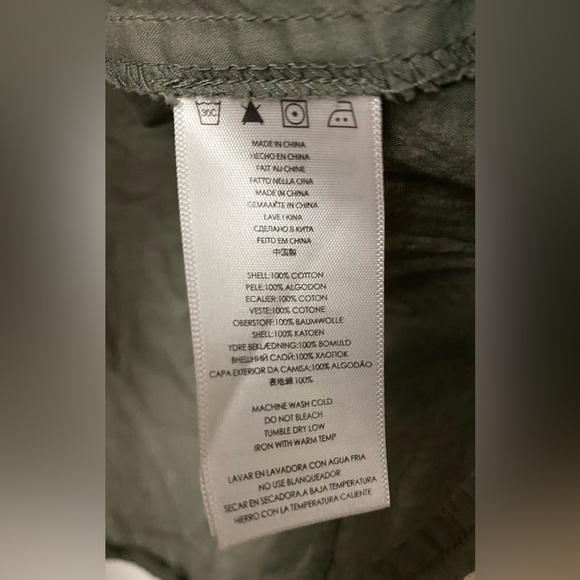 30C
MADE IN CHINA
HECHO EN CHINA
FAIT AU CHINE
FATTO NELLA CINA
MADE IN CHINA
GEMAAKTE IN CHINA
LAVE I KINA
СДЕЛАНО В КИТА
FEITO EM CHINA
中国製
SHELL:100% COTTON
PELE:100% ALGODON
ECALIER:100% COTON
VESTE:100% COTONE
OBERSTOFF:100% BAUMWOLLE
SHELL:100% KATOEN
YDRE BEKLÆDNING:100% BOMULD
ВНЕШНИЙ СЛОЙ:100% ХЛОПОК
CAPA EXTERIOR DA CAMISA:100% ALGODÃO
表地綿 100%
MACHINE WASH COLD
DO NOT BLEACH
TUMBLE DRY LOW
IRON WITH WARM TEMP
LAVAR EN LAVADORA CON AGUA FRIA
NO USE BLANQUEADOR
SECAR EN SECADORA,A BAJA TEMPERATURA
HIERRO CON LA TEMPERATURA CALIENTE